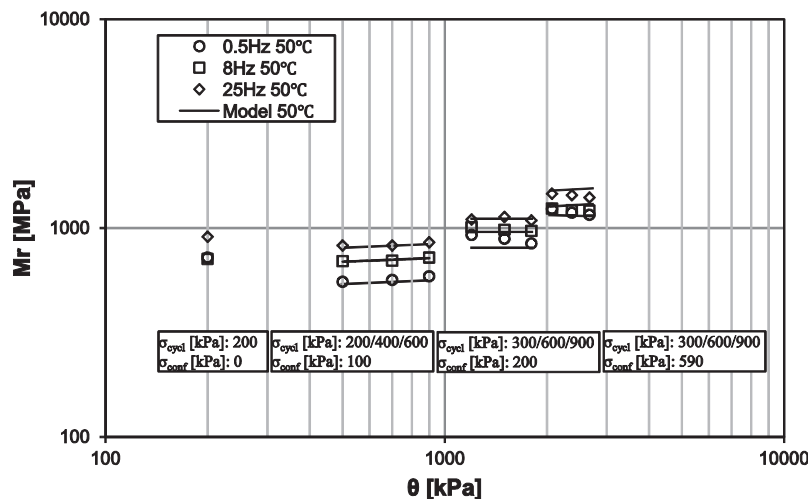 10000
0.5Hz 50℃
8Hz 50℃
25Hz 50℃
Model 50℃
Mr [MPa]
1000
σcycl [kPa]: 200
σconf [kPa]: 0
σcycl [kPa]: 200/400/600
σconf [kPa]: 100
σcycl [kPa]: 300/600/900
σconf [kPa]: 200
σcycl [kPa]: 300/600/900
σconf [kPa]: 590
100
100
1000
10000
θ [kPa]